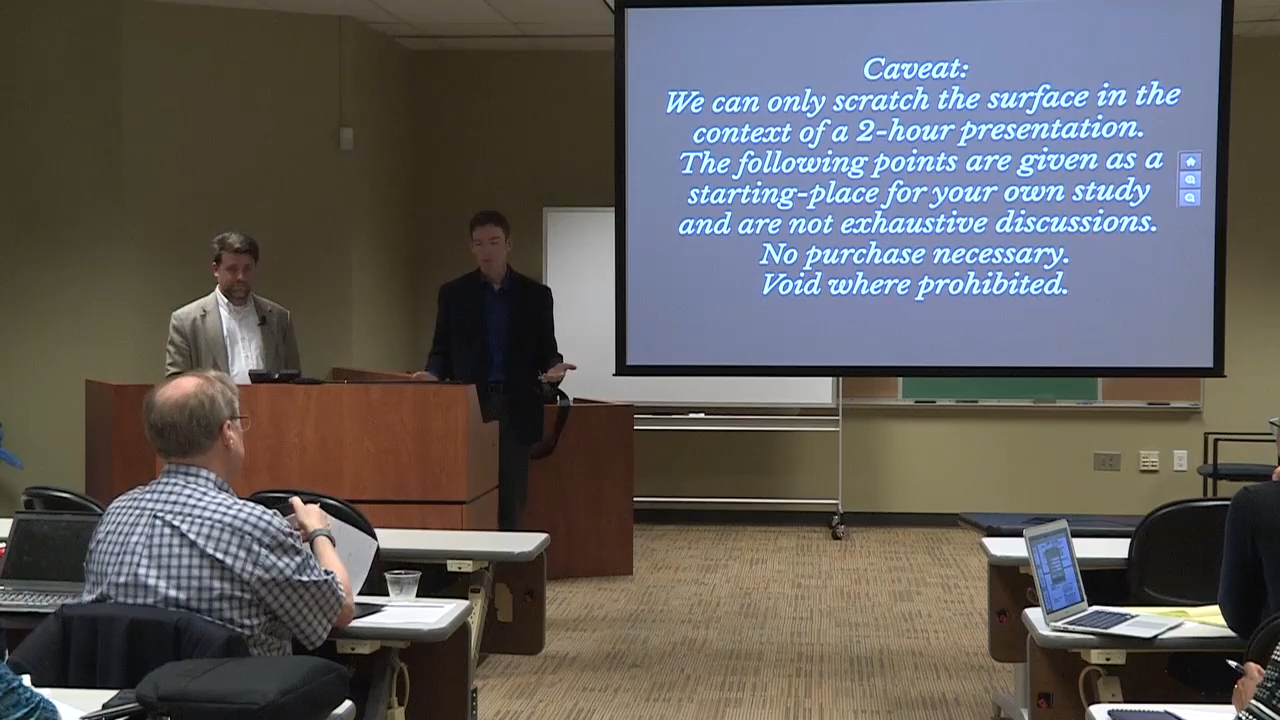 Caveat:
We can only scratch the surface in the
context of a 2-hour presentation.
The following points are given as a
starting-place for your own study
and are not exhaustive discussions.
No purchase necessary.
Void where prohibited.